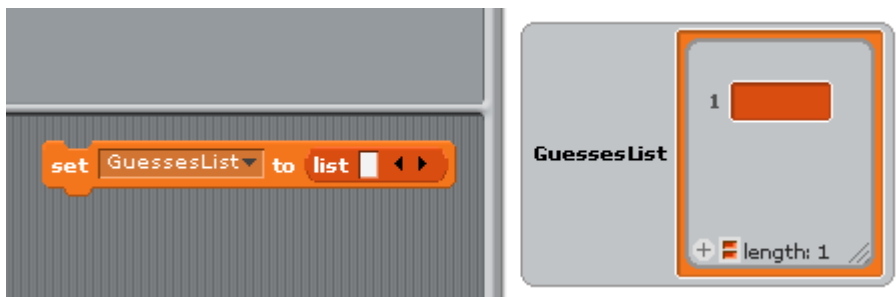 set GuessesList to list
1
GuessesList
+ length: 1